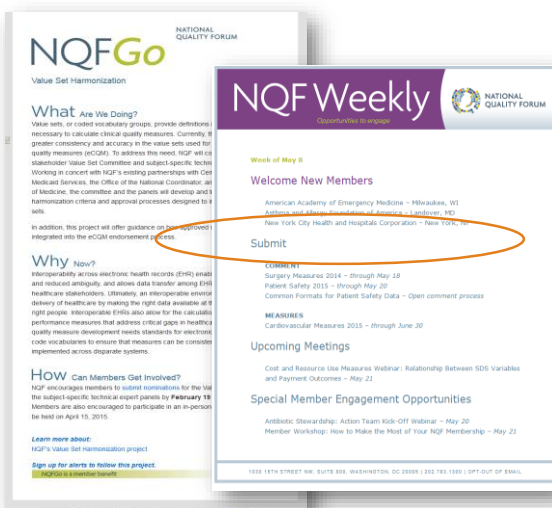 NQFGo
NATIONAL
QUALITY FORUM
Value Set Harmonization
What Are We Doing?
Value sets, or coded vocabulary groups, provide definitions
necessary to calculate clinical quality measures. Currently,
greater consistency and accuracy in the value sets used for
quality measures (eCQM). To address this need, NQF will
stakeholder Value Set Committee and subject-specific
Working in concert with NQF's existing partnerships with
Medicaid Services, the Office of the National Coordinator,
of Medicine, the committee and the panels will develop and
harmonization criteria and approval processes designed to
sets.
In addition, this project will offer guidance on how approved
integrated into the eCQM endorsement process.
Why Now?
Interoperability across electronic health records (EHR)
and reduced ambiguity, and allows data transfer among
healthcare stakeholders. Ultimately, an interoperable
delivery of healthcare by making the right data available at
right people. Interoperable EHRs also allow for the
performance measures that address critical gaps in
quality measure development needs standards for
code vocabularies to ensure that measures can be
implemented across disparate systems.
How Can Members Get Involved?
NQF encourages members to submit nominations for the
the subject-specific technical expert panels by February 19
Members are also encouraged to participate in an in-person
be held on April 15, 2015.
Learn more about:
NQF's Value Set Harmonization project
Sign up for alerts to follow this project.
NQFGo is a member benefit
NQF Weekly
Opportunities to engage
NATIONAL
QUALITY FORUM
Week of May 8
Welcome New Members
American Academy of Emergency Medicine – Milwaukee, WI
Asthma and Allergy Foundation of America – Landover, MD
New York City Health and Hospitals Corporation – New York, NY
Submit
COMMENT
Surgery Measures 2014 – through May 18
Patient Safety 2015 – through May 20
Common Formats for Patient Safety Data – Open comment process
MEASURES
Cardiovascular Measures 2015 – through June 30
Upcoming Meetings
Cost and Resource Use Measures Webinar: Relationship Between SDS Variables
and Payment Outcomes – May 21
Special Member Engagement Opportunities
Antibiotic Stewardship: Action Team Kick-Off Webinar – May 20
Member Workshop: How to Make the Most of Your NQF Membership – May 21
1030 15TH STREET NW, SUITE 800, WASHINGTON, DC 20005 | 202.783.1300 | OPT-OUT OF EMAIL